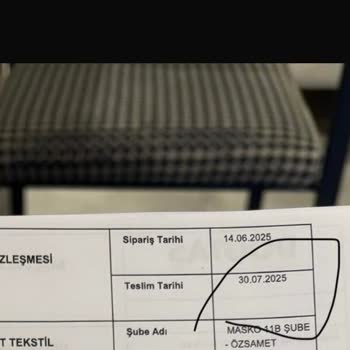 Sipariş Tarihi 14.06.2025
ZLEŞMESİ
Teslim Tarihi 30.07.2025
T TEKSTİL Şube Adı MASKO 11B ŞUBE
- ÖZSAMET